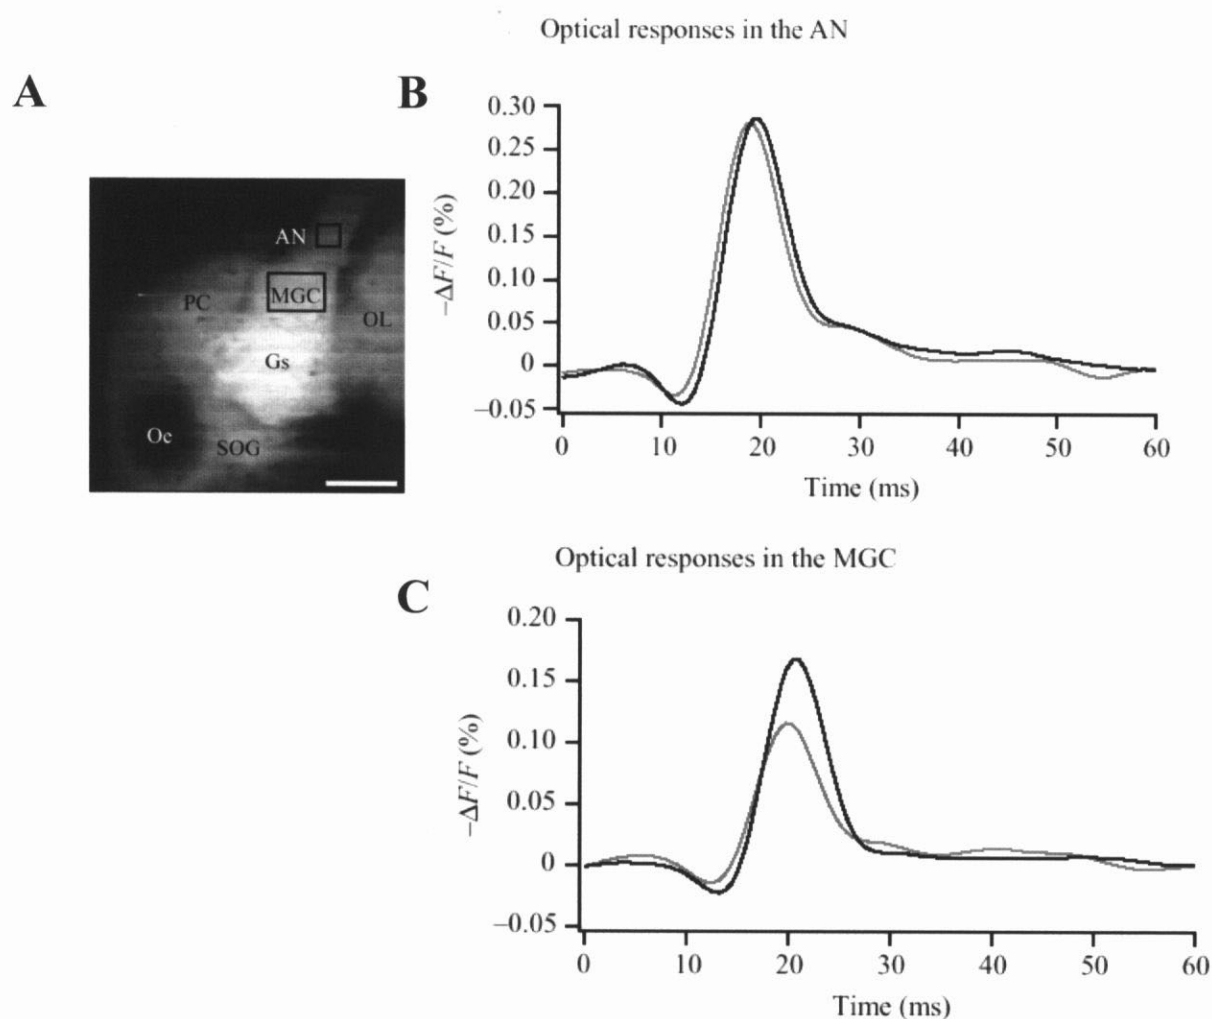 Optical responses in the AN
A
B
AN
MGC
PC
OL
Gs
Oe
SOG
0.30
0.25
0.20
0.15
0.10
0.05
0
–0.05
–ΔF/F (%)
0 10 20 30 40 50 60
Time (ms)
Optical responses in the MGC
C
0.20
0.15
0.10
0.05
0
–0.05
–ΔF/F (%)
0 10 20 30 40 50 60
Time (ms)